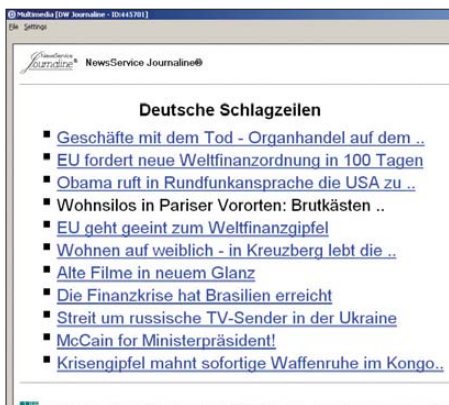 Multimedia [DW Journaline - ID:445701]
File Settings
NewsService
Journaline® NewsService Journaline®
Deutsche Schlagzeilen
Geschäfte mit dem Tod - Organhandel auf dem ..
EU fordert neue Weltfinanzordnung in 100 Tagen
Obama ruft in Rundfunkansprache die USA zu ..
Wohnsilos in Pariser Vororten: Brutkästen ..
EU geht geeint zum Weltfinanzgipfel
Wohnen auf weiblich - in Kreuzberg lebt die ..
Alte Filme in neuem Glanz
Die Finanzkrise hat Brasilien erreicht
Streit um russische TV-Sender in der Ukraine
McCain for Ministerpräsident!
Krisengipfel mahnt sofortige Waffenruhe im Kongo..